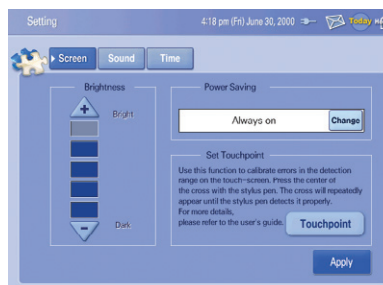 Setting
4:18 pm (Fri) June 30, 2000
Today
Screen
Sound
Time
Brightness
Bright
Dark
Power Saving
Always on
Change
Set Touchpoint
Use this function to calibrate errors in the detection
range on the touch-screen. Press the center of
the cross with the stylus pen. The cross will repeatedly
appear until the stylus pen detects it properly.
For more details,
please refer to the user's guide.
Touchpoint
Apply